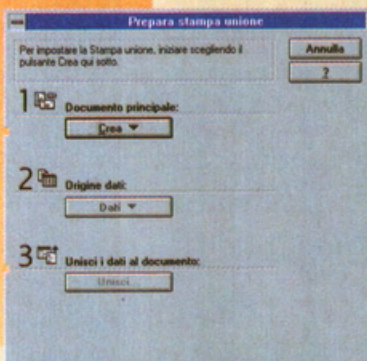 Prepara stampa unione
Per impostare la Stampa unione, iniziare scegliendo il
pulsante Crea qui sotto.
Annulla
?
1 Documento principale:
Crea
2 Origine dati:
Dati
3 Unisci i dati al documento:
Unisci...